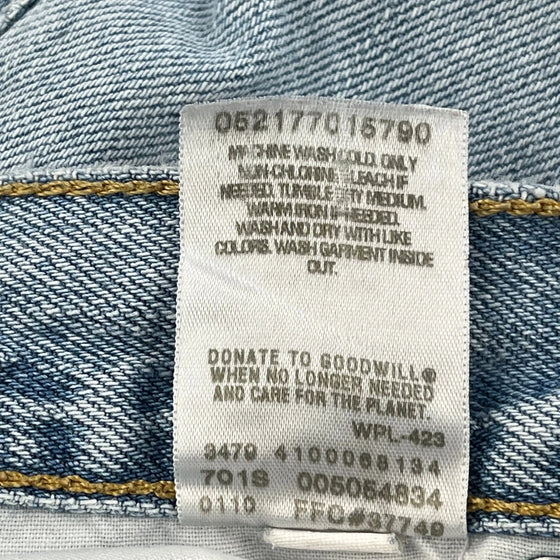 052177015790
MACHINE WASH COLD. ONLY
NON-CHLORINE BLEACH IF
NEEDED. TUMBLE DRY MEDIUM.
WARM IRON IF NEEDED.
WASH AND DRY WITH LIKE
COLORS. WASH GARMENT INSIDE
OUT.
DONATE TO GOODWILL®
WHEN NO LONGER NEEDED
AND CARE FOR THE PLANET.
WPL-423
3479 4100068134
701S 005054834
0110 FFC#37749